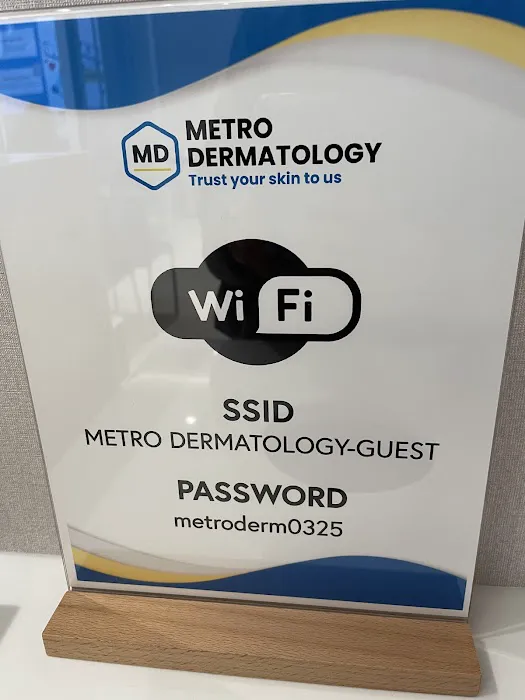 MD
METRO
DERMATOLOGY
Trust your skin to us
Wi Fi
SSID
METRO DERMATOLOGY-GUEST
PASSWORD
metroderm0325